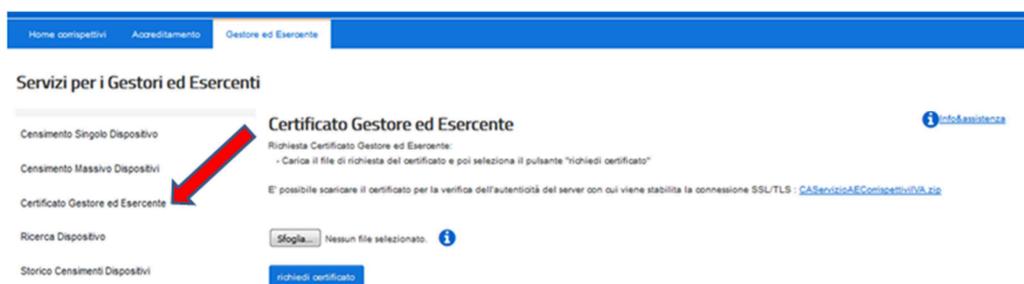 Home corrispettivi Accreditamento Gestore ed Esercente
Servizi per i Gestori ed Esercenti
Censimento Singolo Dispositivo
Censimento Massivo Dispositivi
Certificato Gestore ed Esercente
Ricerca Dispositivo
Storico Censimenti Dispositivi
Certificato Gestore ed Esercente
Info&assistenza
Richiesta Certificato Gestore ed Esercente:
- Carica il file di richiesta del certificato e poi seleziona il pulsante "richiedi certificato"
E' possibile scaricare il certificato per la verifica dell'autenticità del server con cui viene stabilita la connessione SSL/TLS : CAServizioAECorrispettiviIVA.zip
Sfoglia... Nessun file selezionato.
richiedi certificato